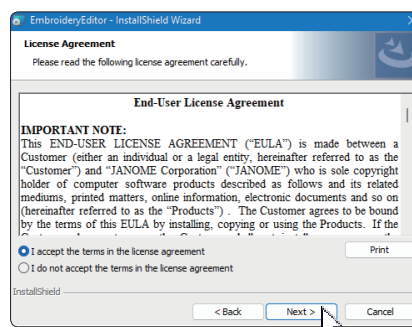 EmbroideryEditor - InstallShield Wizard
License Agreement
Please read the following license agreement carefully.
End-User License Agreement
IMPORTANT NOTE:
This END-USER LICENSE AGREEMENT (“EULA”) is made between a
Customer (either an individual or a legal entity, hereinafter referred to as the
“Customer”) and “JANOME Corporation” (“JANOME”) who is sole copyright
holder of computer software products described as follows and its related
mediums, printed matters, online information, electronic documents and so on
(hereinafter referred to as the “Products”) . The Customer agrees to be bound
by the terms of this EULA by installing, copying or using the Products. If the
I accept the terms in the license agreement
Print
I do not accept the terms in the license agreement
InstallShield
< Back
Next >
Cancel